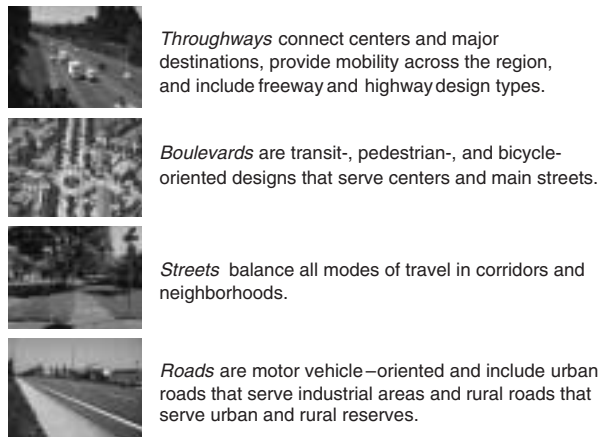 Throughways connect centers and major
destinations, provide mobility across the region,
and include freeway and highway design types.
Boulevards are transit-, pedestrian-, and bicycle-
oriented designs that serve centers and main streets.
Streets balance all modes of travel in corridors and
neighborhoods.
Roads are motor vehicle–oriented and include urban
roads that serve industrial areas and rural roads that
serve urban and rural reserves.